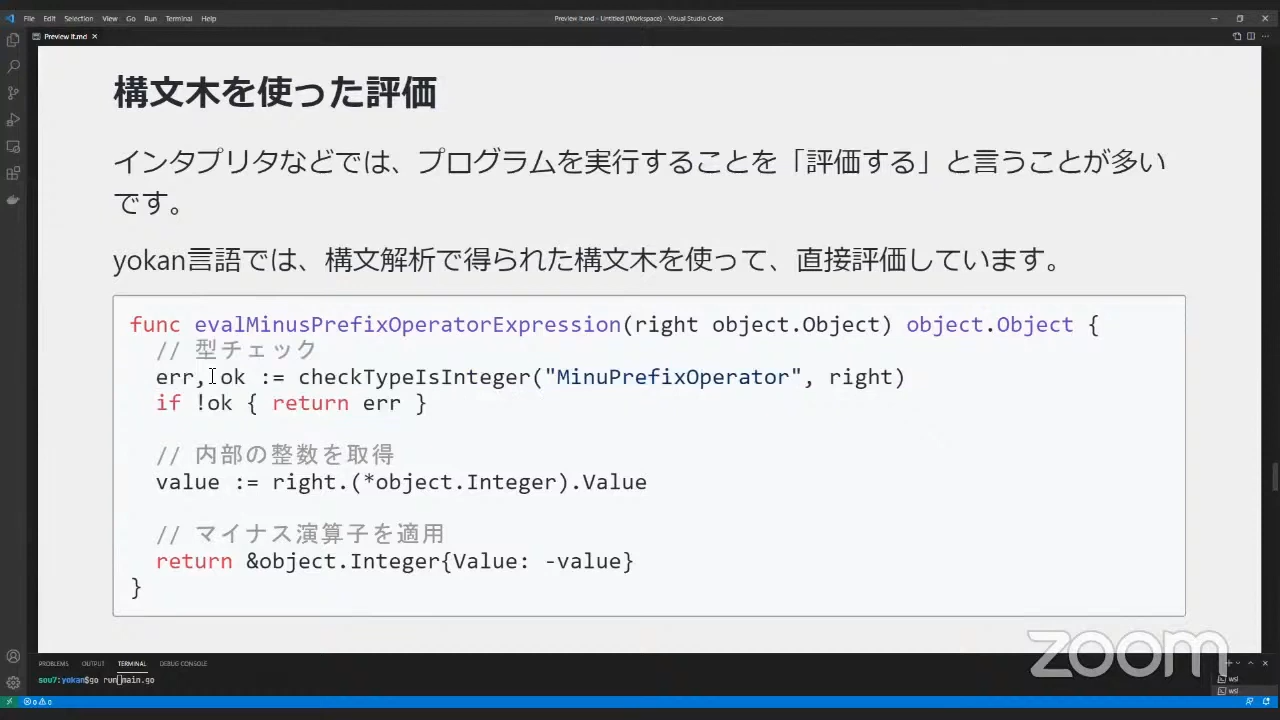 File Edit Selection View Go Run Terminal Help
Preview lt.md - Untitled (Workspace) - Visual Studio Code
Preview lt.md
構文木を使った評価
インタプリタなどでは、プログラムを実行することを「評価する」と言うことが多い
です。
yokan言語では、構文解析で得られた構文木を使って、直接評価しています。
func evalMinusPrefixOperatorExpression(right object.Object) object.Object {
// 型チェック
err, ok := checkTypeIsInteger("MinuPrefixOperator", right)
if !ok { return err }
// 内部の整数を取得
value := right.(*object.Integer).Value
// マイナス演算子を適用
return &object.Integer{Value: -value}
}
zoom
PROBLEMS OUTPUT TERMINAL DEBUG CONSOLE
sou7:yokan$go run main.go
wsl
wsl
0 0